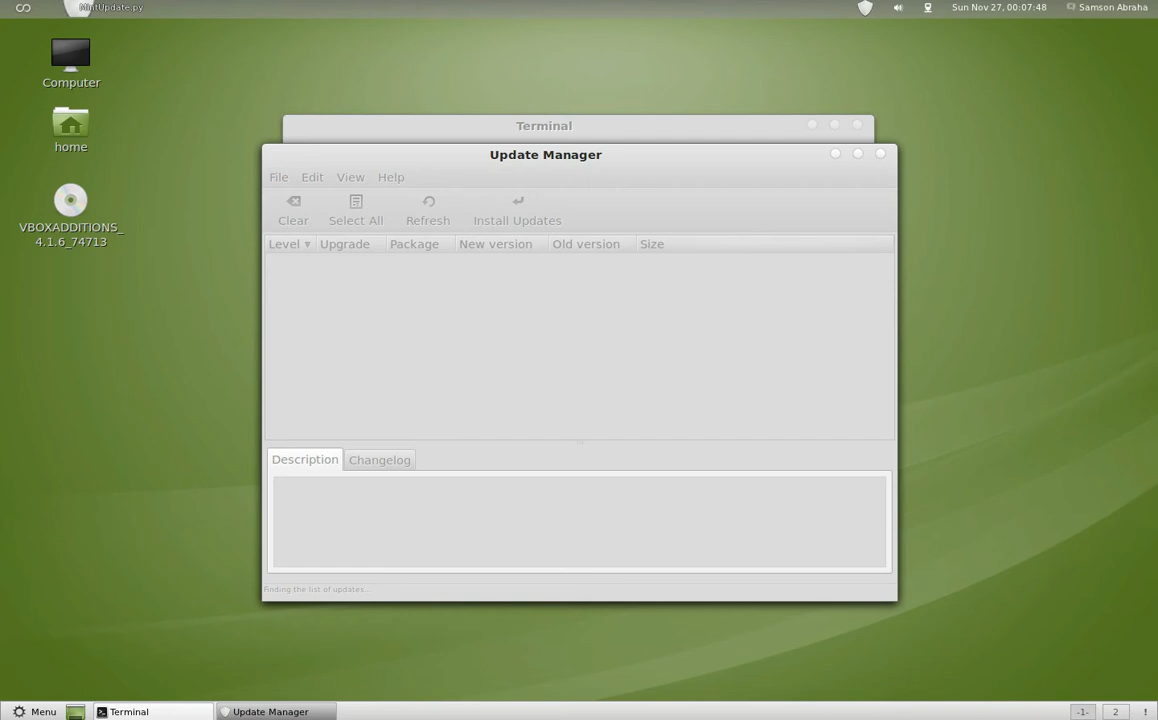 MintUpdate.py
Sun Nov 27, 00:07:48
Samson Abraha
Computer
home
VBOXADDITIONS_
4.1.6_74713
Terminal
Update Manager
File Edit View Help
Clear Select All Refresh Install Updates
Level Upgrade Package New version Old version Size
Description Changelog
Finding the list of updates...
Menu Terminal Update Manager -1- 2 !